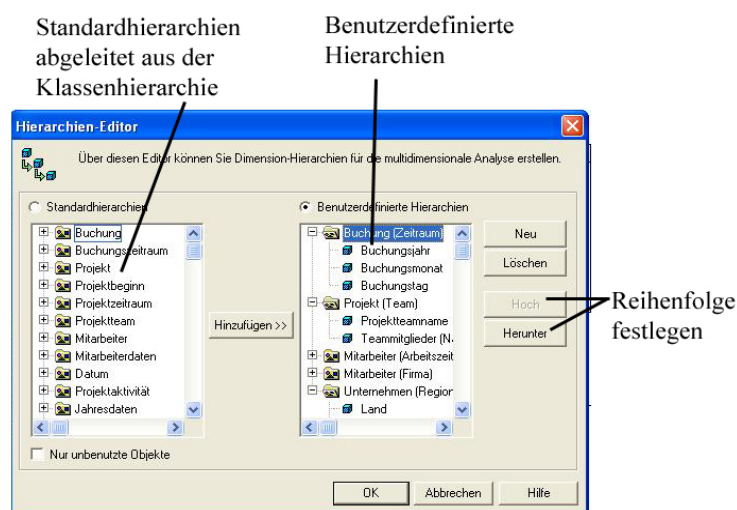 Standardhierarchien
abgeleitet aus der
Klassenhierarchie
Benutzerdefinierte
Hierarchien
Hierarchien-Editor
Über diesen Editor können Sie Dimension-Hierarchien für die multidimensionale Analyse erstellen.
Standardhierarchien
Buchung
Buchungszeitraum
Projekt
Projektbeginn
Projektzeitraum
Projektteam
Mitarbeiter
Mitarbeiterdaten
Datum
Projektaktivität
Jahresdaten
Nur unbenutzte Objekte
Hinzufügen >>
Benutzerdefinierte Hierarchien
Buchung (Zeitraum)
Buchungsjahr
Buchungsmonat
Buchungstag
Projekt (Team)
Projektteamname
Teammitglieder (Na
Mitarbeiter (Arbeitszeit
Mitarbeiter (Firma)
Unternehmen (Region
Land
Neu
Löschen
Hoch
Herunter
Reihenfolge
festlegen
OK
Abbrechen
Hilfe